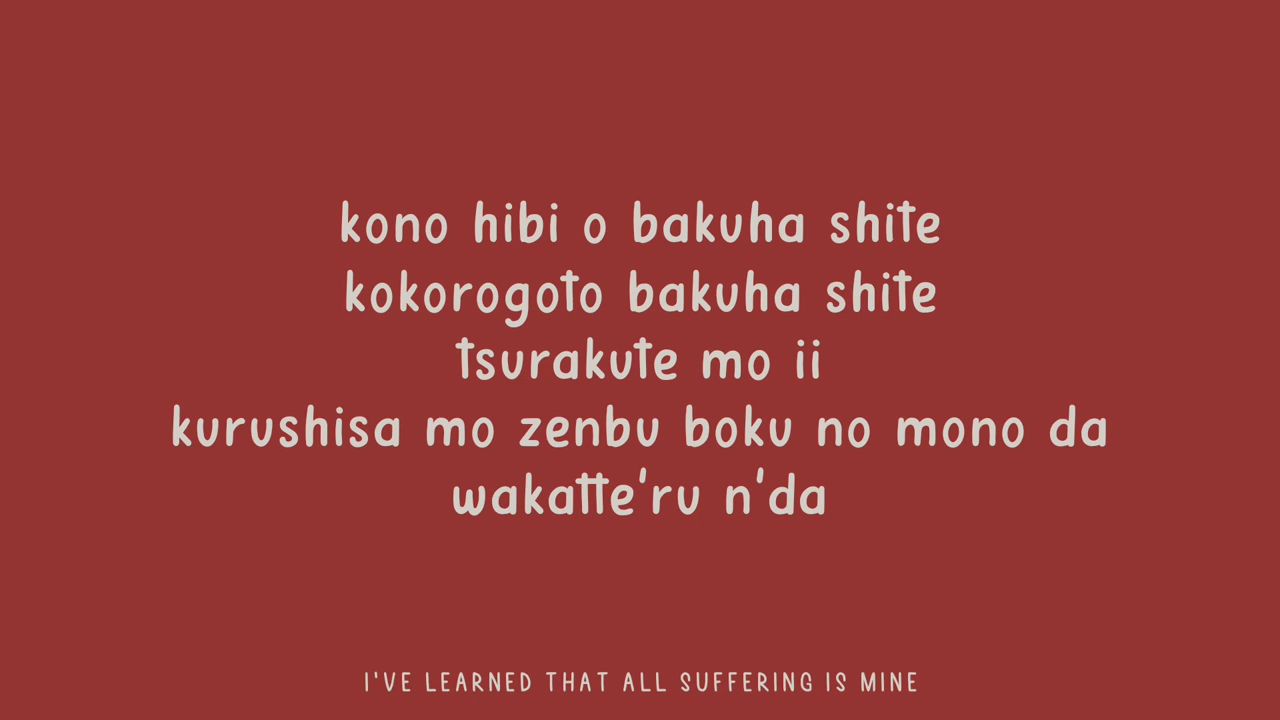 kono hibi o bakuha shite
kokorogoto bakuha shite
tsurakute mo ii
kurushisa mo zenbu boku no mono da
wakatte'ru n'da
I'VE LEARNED THAT ALL SUFFERING IS MINE